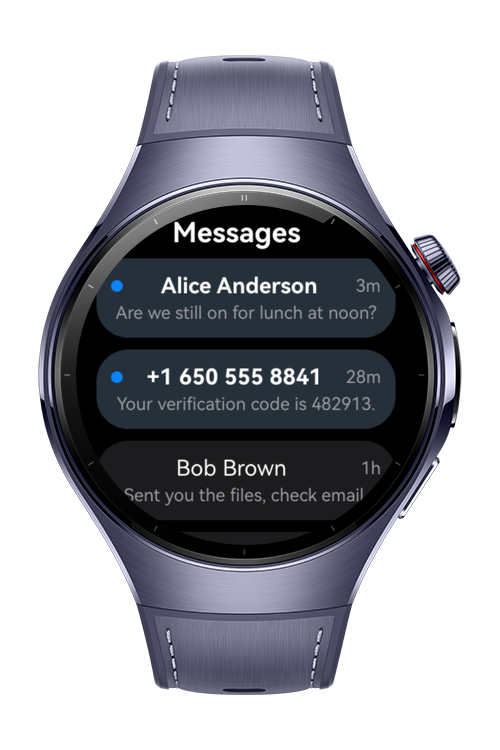 Messages
Alice Anderson 3m
Are we still on for lunch at noon?
+1 650 555 8841 28m
Your verification code is 482913.
Bob Brown 1h
Sent you the files, check email